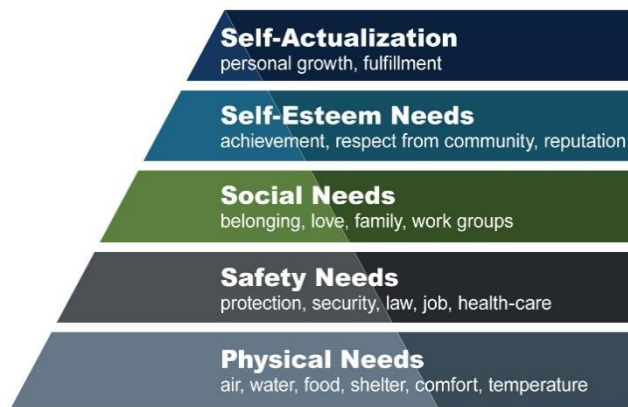 Self-Actualization
personal growth, fulfillment
Self-Esteem Needs
achievement, respect from community, reputation
Social Needs
belonging, love, family, work groups
Safety Needs
protection, security, law, job, health-care
Physical Needs
air, water, food, shelter, comfort, temperature